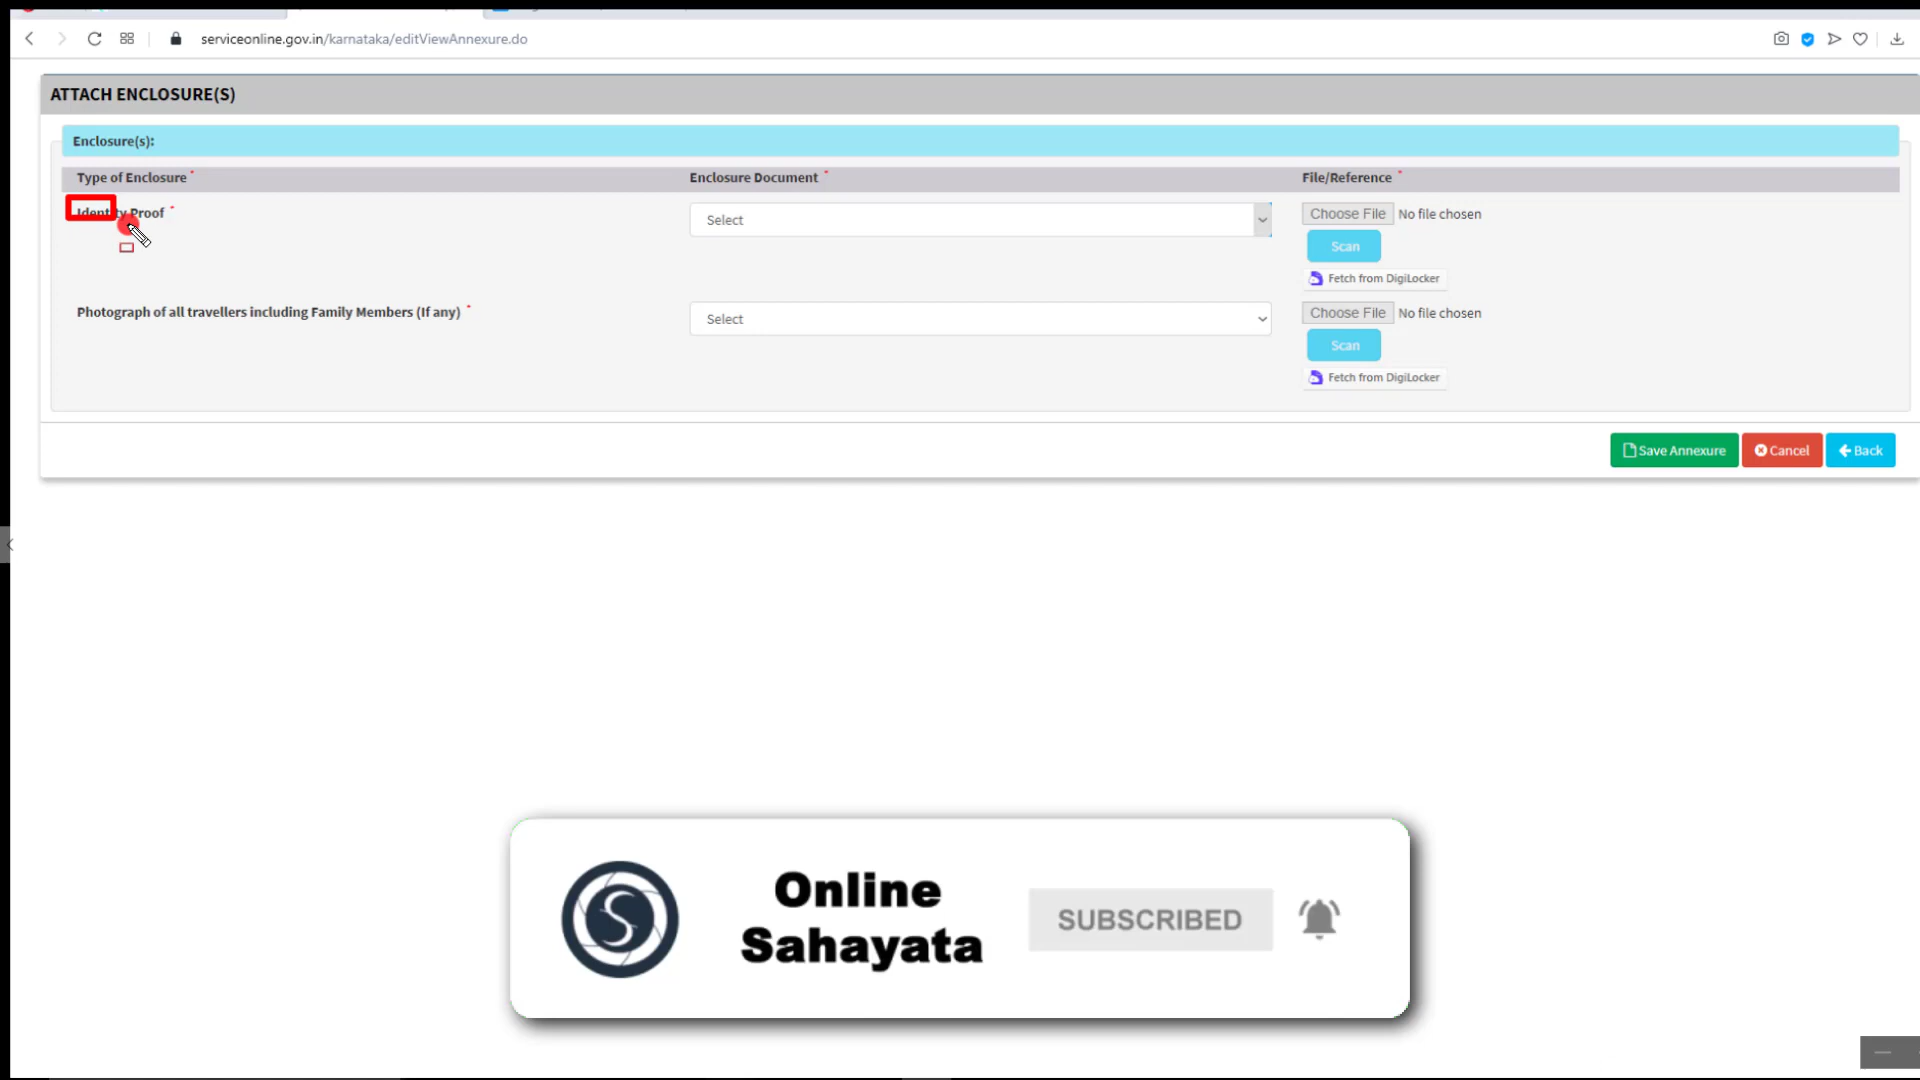 serviceonline.gov.in/karnataka/editViewAnnexure.do
ATTACH ENCLOSURE(S)
Enclosure(s):
Type of Enclosure * Enclosure Document * File/Reference *
Identity Proof * Select Choose File No file chosen
Scan
Fetch from DigiLocker
Photograph of all travellers including Family Members (If any) * Select Choose File No file chosen
Scan
Fetch from DigiLocker
Save Annexure Cancel Back
Online
Sahayata
SUBSCRIBED